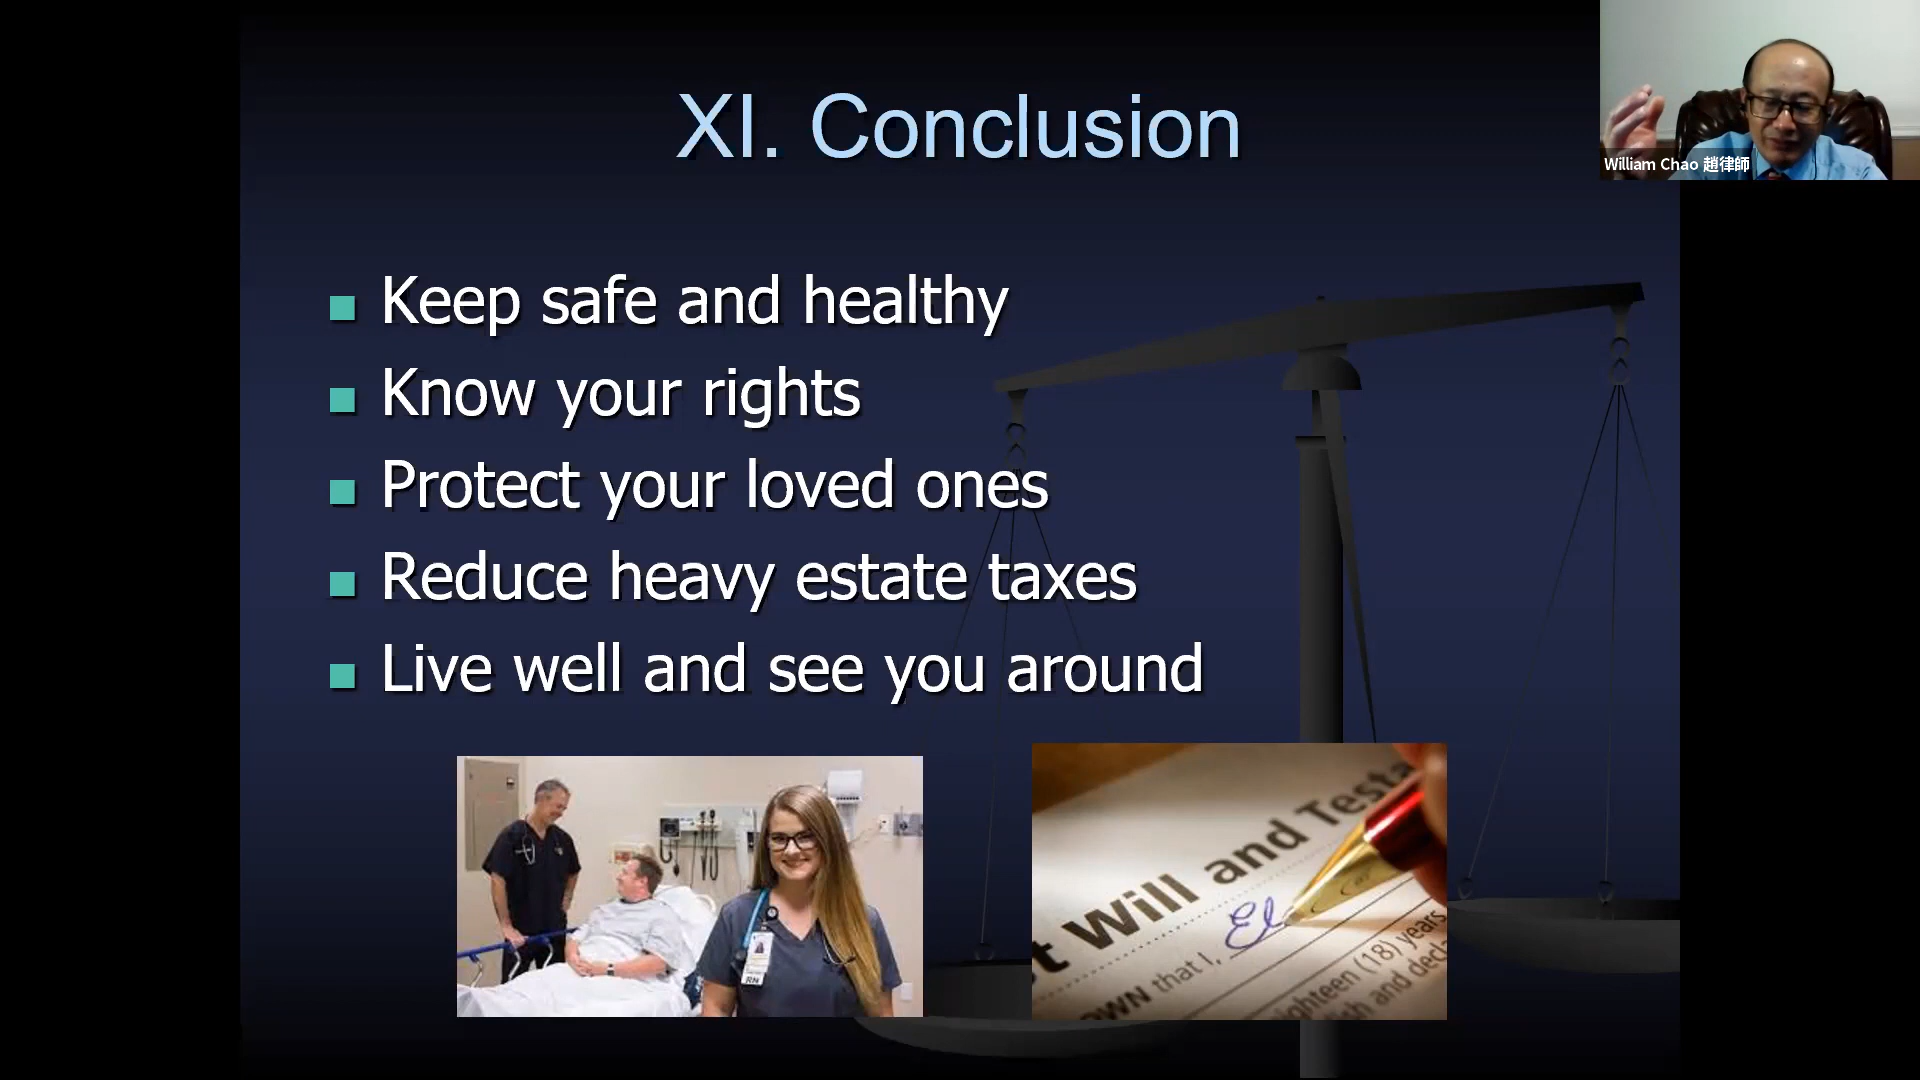 XI. Conclusion
William Chao 趙律師
Keep safe and healthy
Know your rights
Protect your loved ones
Reduce heavy estate taxes
Live well and see you around
RN
t Will and Testa
OWN that I, El
ighteen (18) years
sh and decl